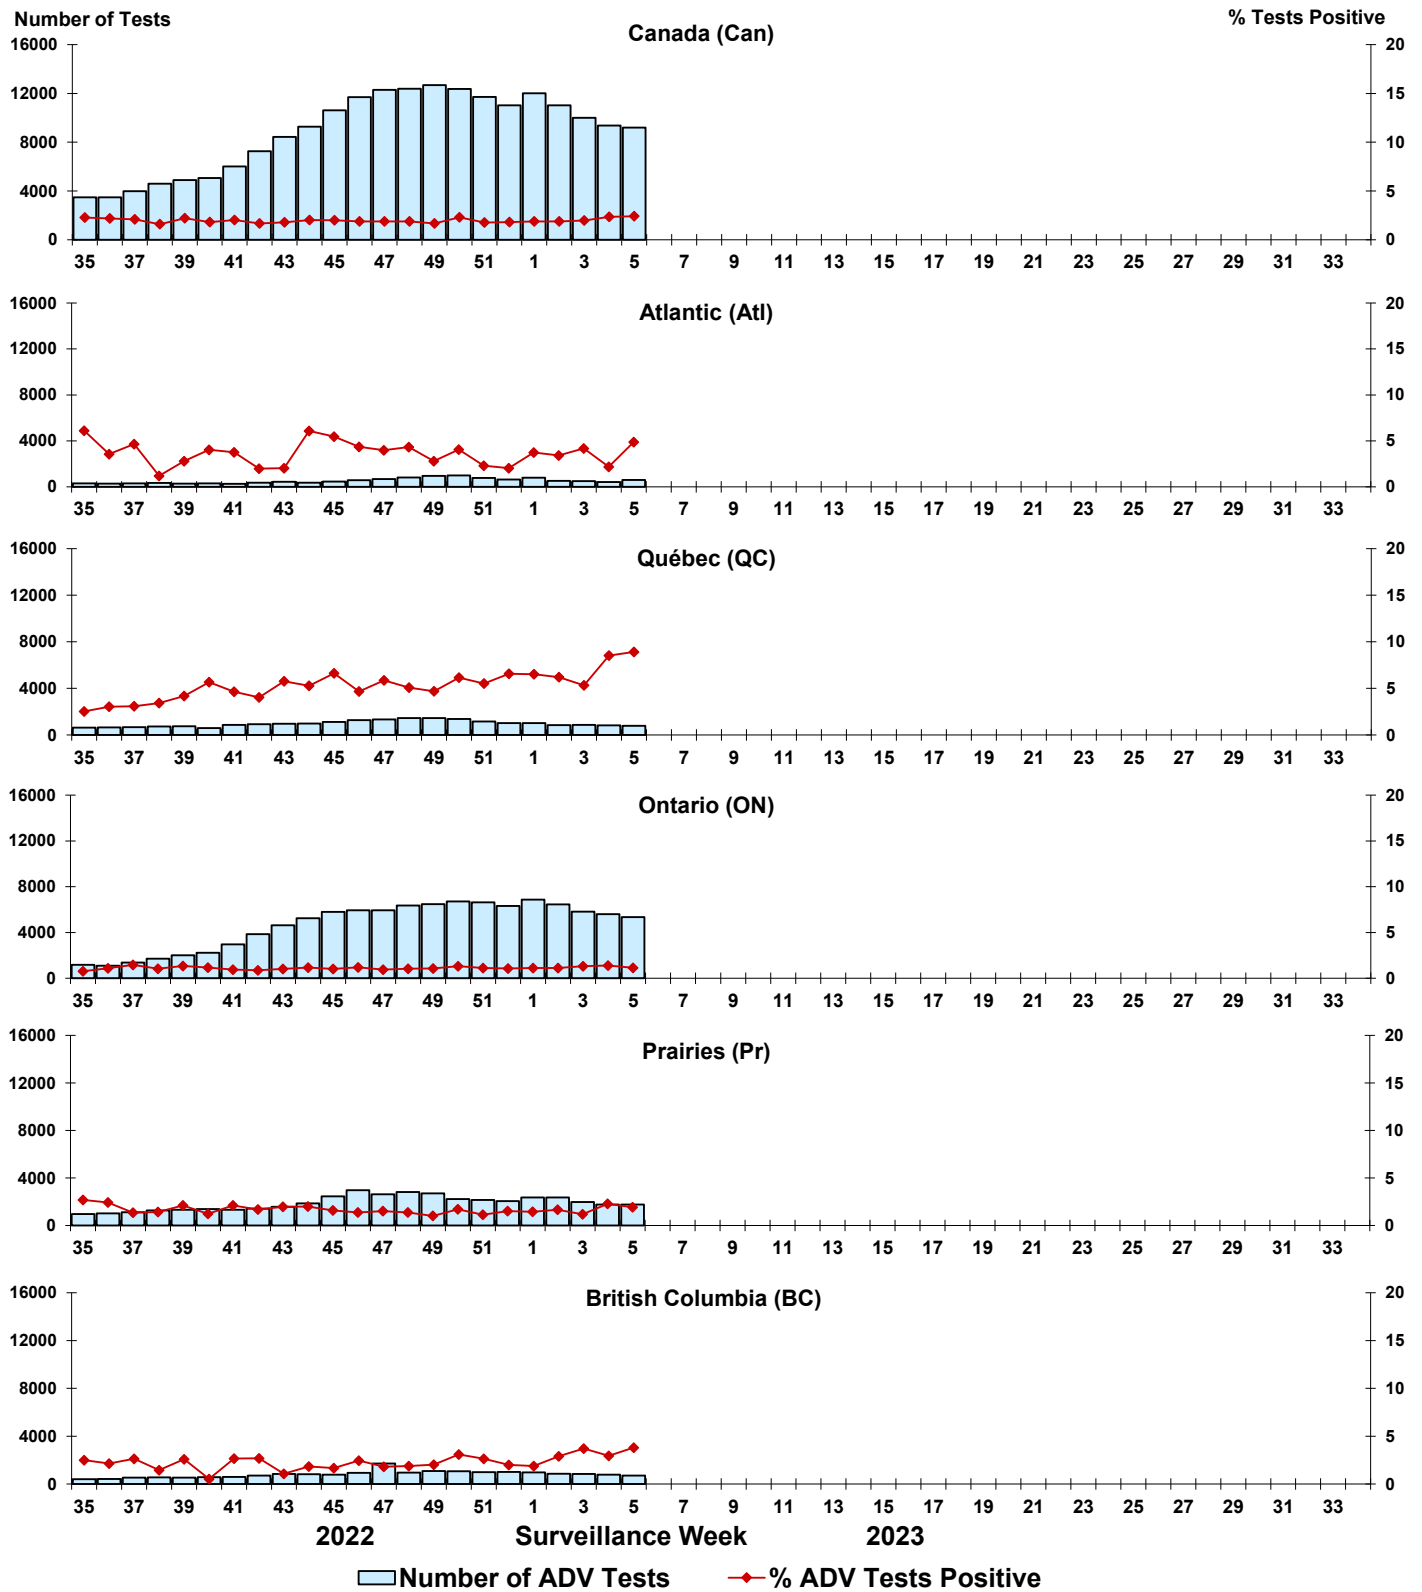 Number of Tests
% Tests Positive
Canada (Can)
16000 20
12000 15
8000 10
4000 5
0 0
35 37 39 41 43 45 47 49 51 1 3 5 7 9 11 13 15 17 19 21 23 25 27 29 31 33
Atlantic (Atl)
16000 20
12000 15
8000 10
4000 5
0 0
35 37 39 41 43 45 47 49 51 1 3 5 7 9 11 13 15 17 19 21 23 25 27 29 31 33
Québec (QC)
16000 20
12000 15
8000 10
4000 5
0 0
35 37 39 41 43 45 47 49 51 1 3 5 7 9 11 13 15 17 19 21 23 25 27 29 31 33
Ontario (ON)
16000 20
12000 15
8000 10
4000 5
0 0
35 37 39 41 43 45 47 49 51 1 3 5 7 9 11 13 15 17 19 21 23 25 27 29 31 33
Prairies (Pr)
16000 20
12000 15
8000 10
4000 5
0 0
35 37 39 41 43 45 47 49 51 1 3 5 7 9 11 13 15 17 19 21 23 25 27 29 31 33
British Columbia (BC)
16000 20
12000 15
8000 10
4000 5
0 0
35 37 39 41 43 45 47 49 51 1 3 5 7 9 11 13 15 17 19 21 23 25 27 29 31 33
2022 Surveillance Week 2023
Number of ADV Tests % ADV Tests Positive